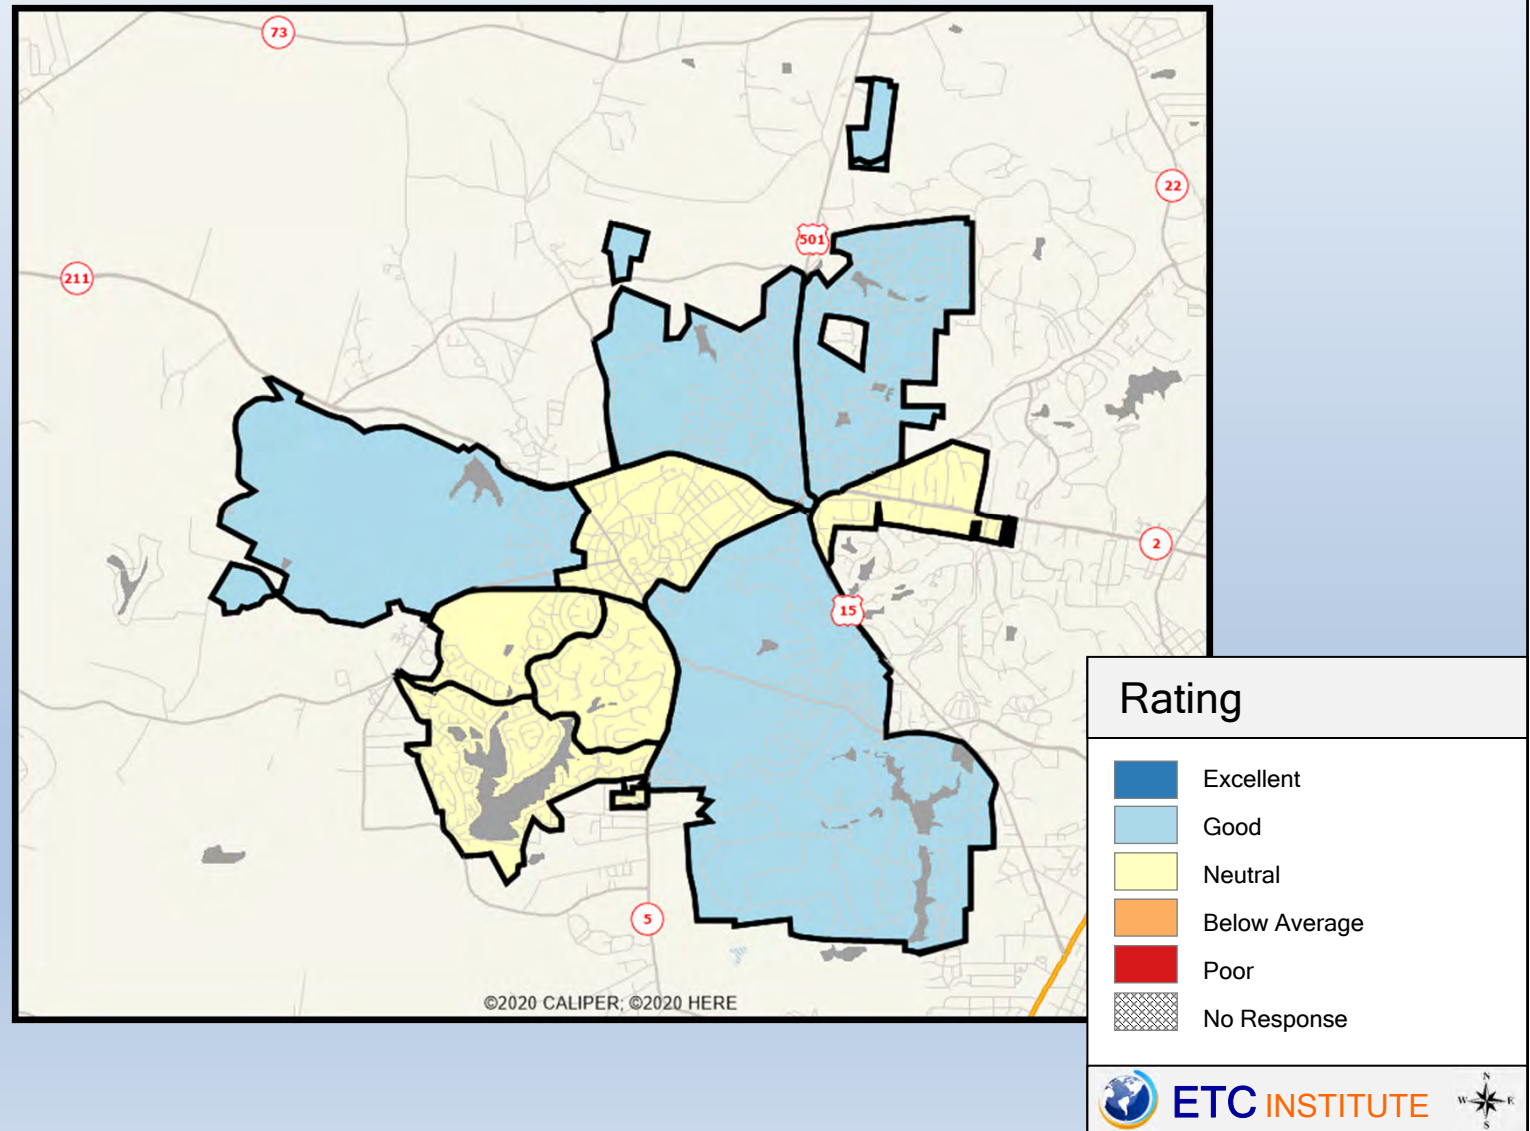 73
22
501
211
2
15
5
©2020 CALIPER; ©2020 HERE
Rating
Excellent
Good
Neutral
Below Average
Poor
No Response
ETC INSTITUTE
N
W E
S